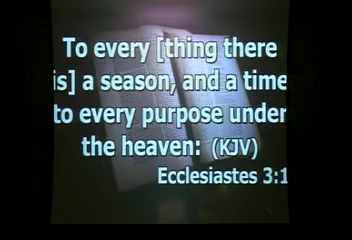 To every [thing there
is] a season, and a time
to every purpose under
the heaven: (KJV)
Ecclesiastes 3:1